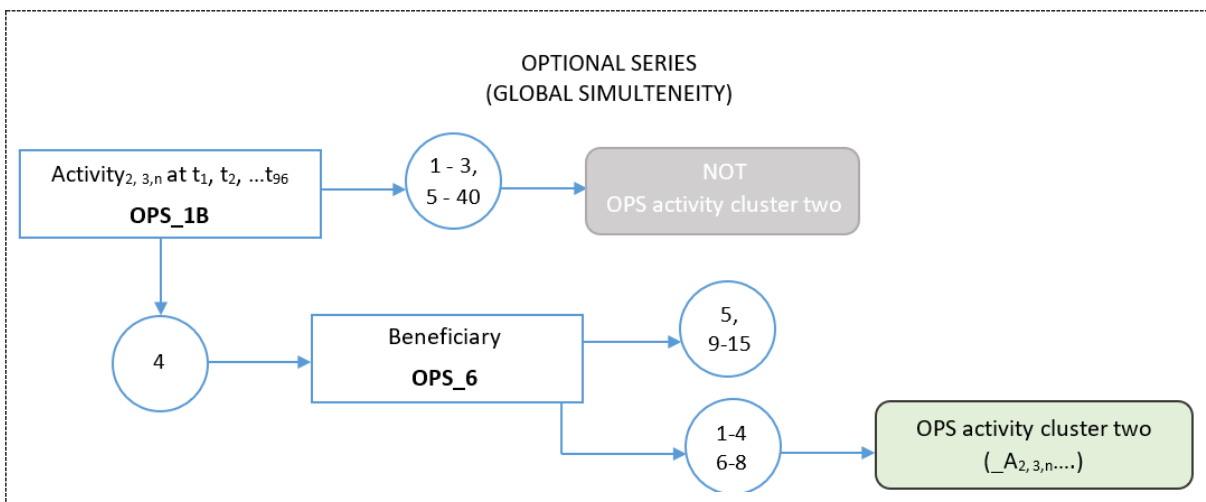 OPTIONAL SERIES
(GLOBAL SIMULTENEITY)
Activity2, 3,n at t1, t2, ...t96
OPS_1B
1 - 3,
5 - 40
NOT
OPS activity cluster two
4
Beneficiary
OPS_6
5,
9-15
1-4
6-8
OPS activity cluster two
(_A2, 3,n....)